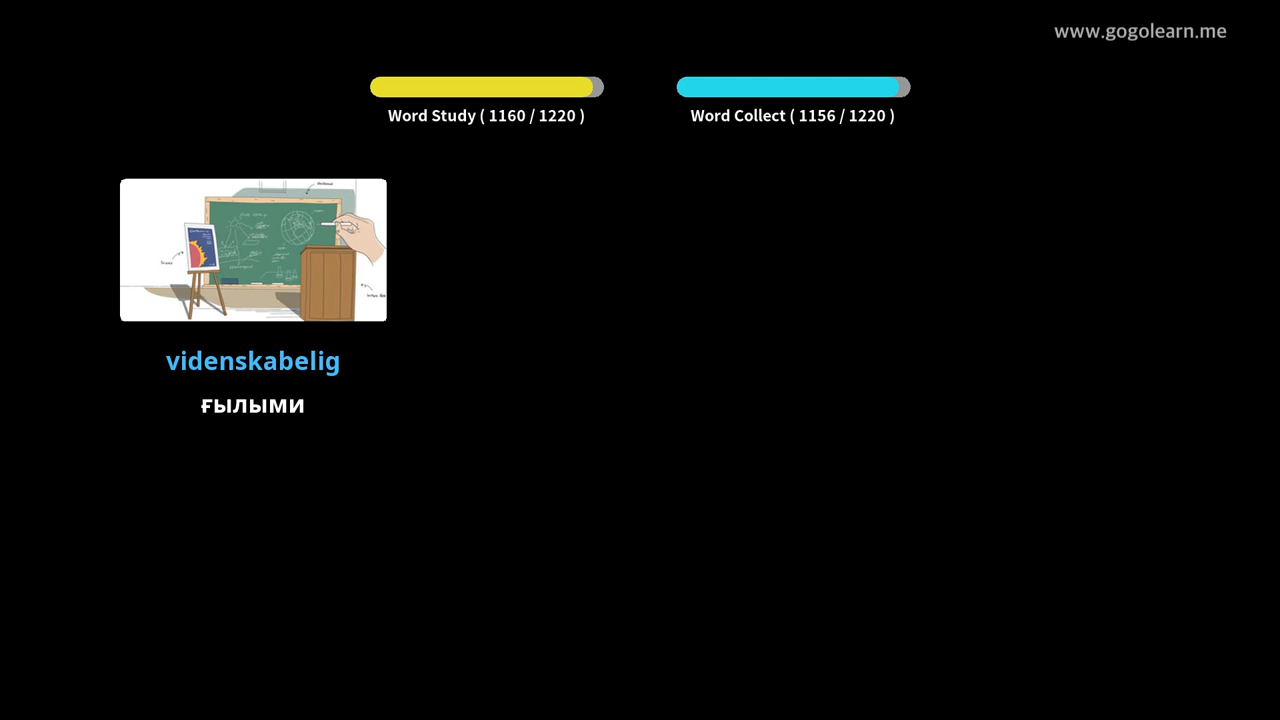 www.gogolearn.me
Word Study ( 1160 / 1220 )
Word Collect ( 1156 / 1220 )
videnskabelig
ғылыми